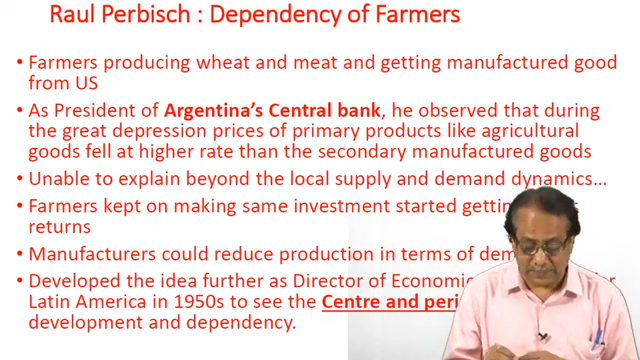 Raul Perbisch : Dependency of Farmers
• Farmers producing wheat and meat and getting manufactured good
from US
• As President of Argentina's Central bank, he observed that during
the great depression prices of primary products like agricultural
goods fell at higher rate than the secondary manufactured goods
• Unable to explain beyond the local supply and demand dynamics…
• Farmers kept on making same investment started getting
returns
• Manufacturers could reduce production in terms of
• Developed the idea further as Director of Economic
Latin America in 1950s to see the Centre and
development and dependency.